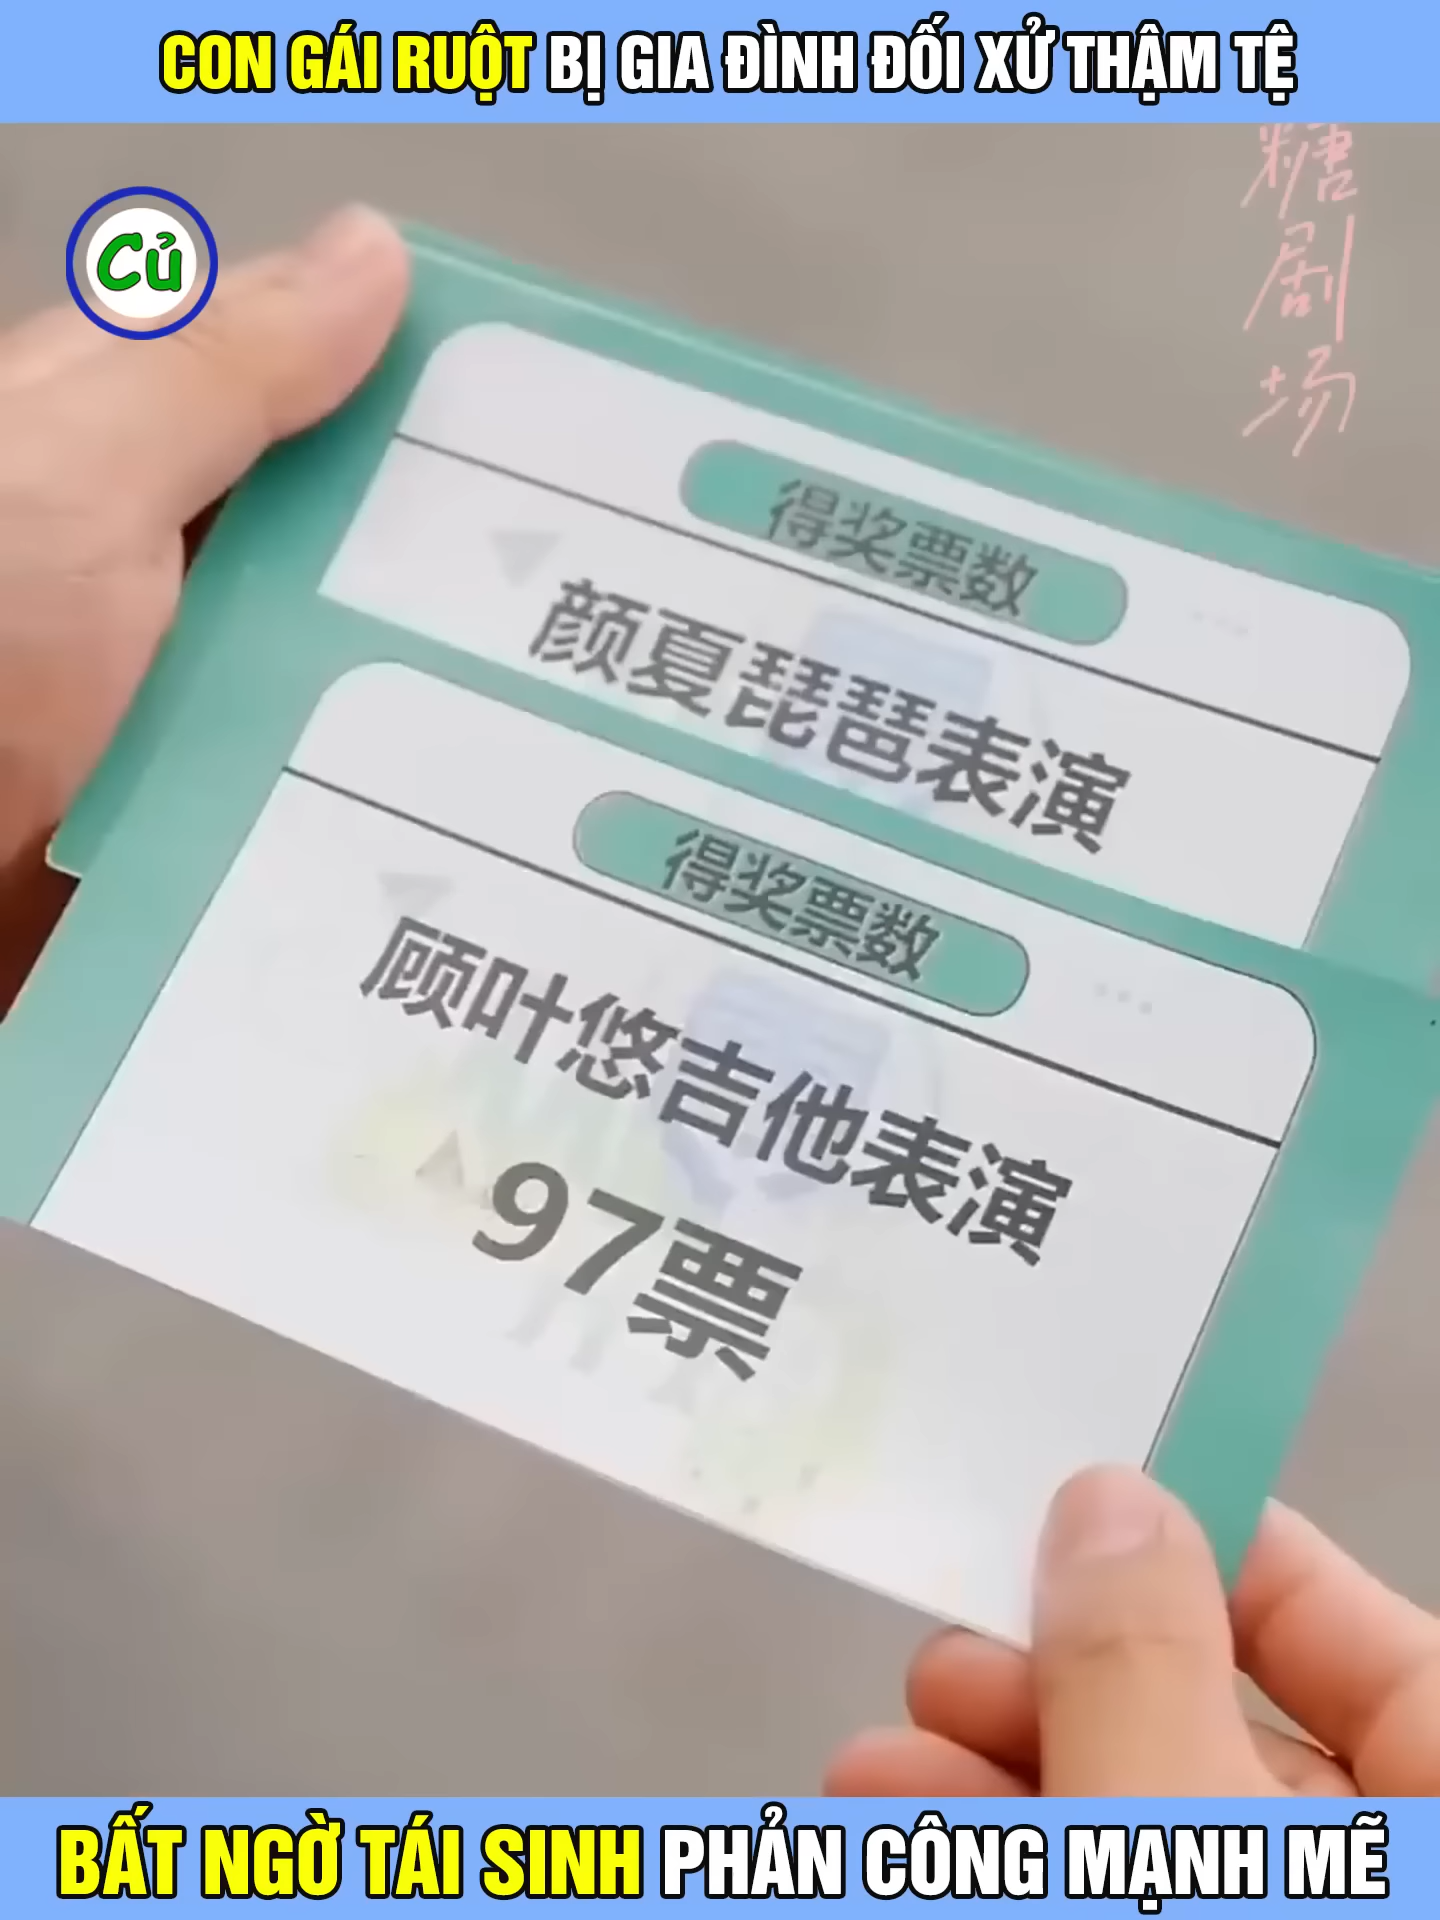 CON GÁI RUỘT BỊ GIA ĐÌNH ĐỐI XỬ THẬM TỆ
Củ
糖剧场
得奖票数
颜夏琵琶表演
得奖票数
顾叶悠吉他表演
97票
BẤT NGỜ TÁI SINH PHẢN CÔNG MẠNH MẼ